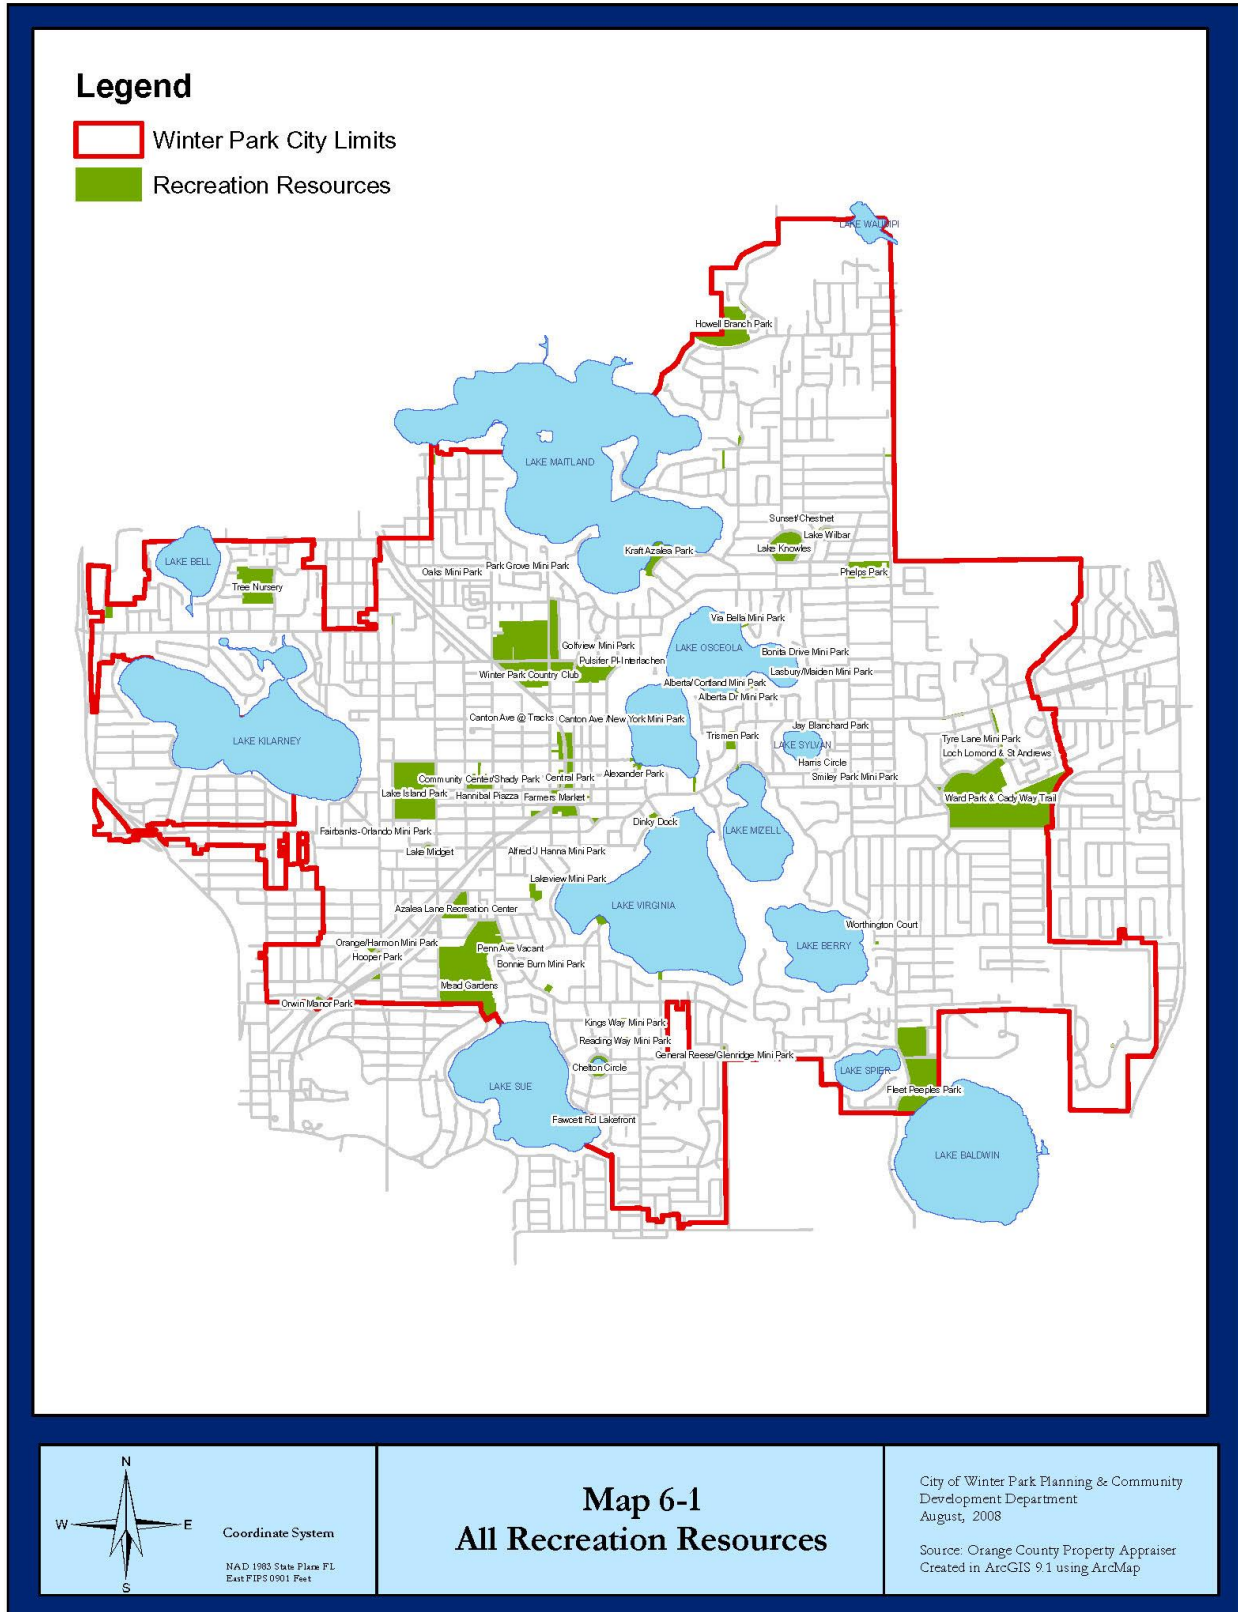 Legend
Winter Park City Limits
Recreation Resources
LAKE WAUMPI
Howell Branch Park
LAKE MAITLAND
Sunset/Chestnet
Lake Wilbar
Lake Knowles
Kraft Azalea Park
LAKE BELL
Park Grove Mini Park
Oaks Mini Park
Phelps Park
Tree Nursery
Via Bella Mini Park
Golfview Mini Park
LAKE OSCEOLA
Bonita Drive Mini Park
Pulsifer Pl-Interlachen
Winter Park Country Club
Lasbury/Maiden Mini Park
Alberta/Cortland Mini Park
Alberta Dr Mini Park
Canton Ave @ Tracks
Canton Ave /New York Mini Park
Jay Blanchard Park
LAKE KILARNEY
Trismen Park
LAKE SYLVAN
Tyre Lane Mini Park
Loch Lomond & St Andrews
Harris Circle
Alexander Park
Smiley Park Mini Park
Community Center/Shady Park
Central Park
Lake Island Park
Hannibal Piazza
Farmers Market
Ward Park & Cady Way Trail
Dinky Dock
Fairbanks-Orlando Mini Park
LAKE MIZELL
Lake Midget
Alfred J Hanna Mini Park
Lakeview Mini Park
LAKE VIRGINIA
Azalea Lane Recreation Center
Worthington Court
Orange/Harmon Mini Park
Penn Ave Vacant
LAKE BERRY
Hooper Park
Bonnie Burn Mini Park
Mead Gardens
Orwin Manor Park
Kings Way Mini Park
Reading Way Mini Park
General Reese/Glenridge Mini Park
Chelton Circle
LAKE SPIER
LAKE SUE
Fleet Peeples Park
Fawcett Rd Lakefront
LAKE BALDWIN
N
W
E
S
Coordinate System
NAD 1983 State Plane FL
East FIPS 0901 Feet
Map 6-1
All Recreation Resources
City of Winter Park Planning & Community
Development Department
August, 2008
Source: Orange County Property Appraiser
Created in ArcGIS 9.1 using ArcMap